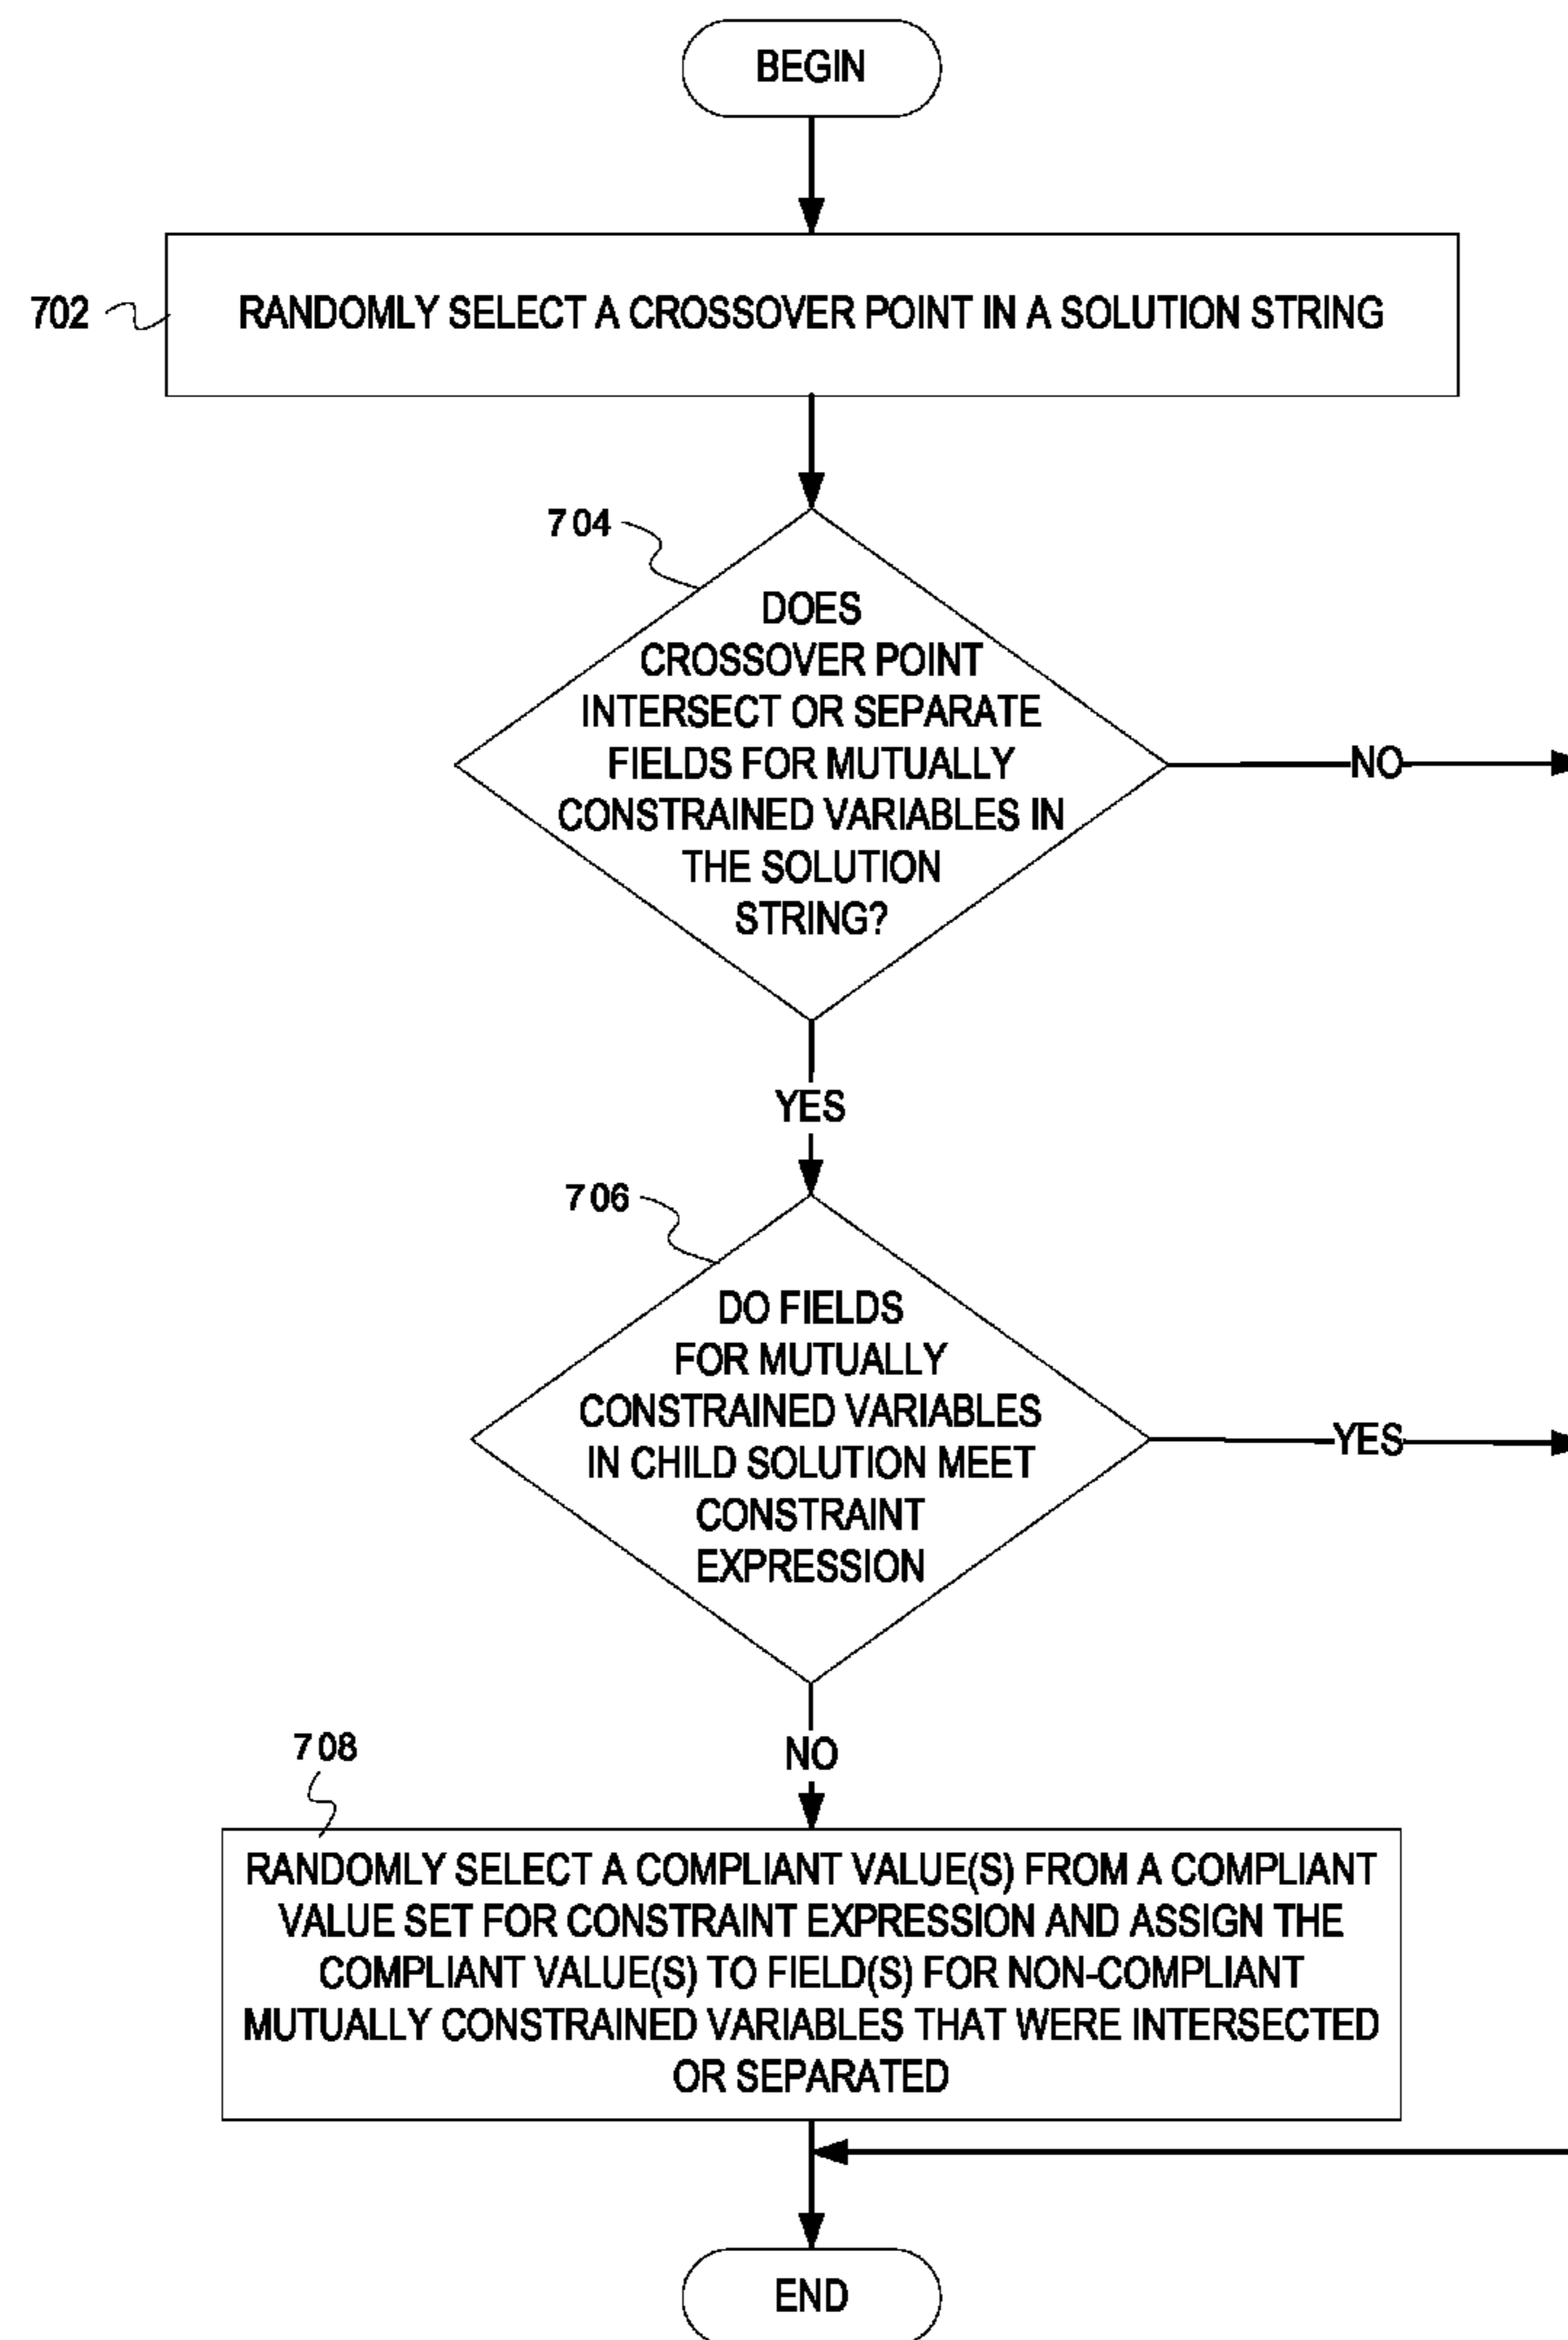 BEGIN
702
RANDOMLY SELECT A CROSSOVER POINT IN A SOLUTION STRING
704
DOES
CROSSOVER POINT
INTERSECT OR SEPARATE
FIELDS FOR MUTUALLY
CONSTRAINED VARIABLES IN
THE SOLUTION
STRING?
NO
YES
706
DO FIELDS
FOR MUTUALLY
CONSTRAINED VARIABLES
IN CHILD SOLUTION MEET
CONSTRAINT
EXPRESSION
YES
NO
708
RANDOMLY SELECT A COMPLIANT VALUE(S) FROM A COMPLIANT
VALUE SET FOR CONSTRAINT EXPRESSION AND ASSIGN THE
COMPLIANT VALUE(S) TO FIELD(S) FOR NON-COMPLIANT
MUTUALLY CONSTRAINED VARIABLES THAT WERE INTERSECTED
OR SEPARATED
END